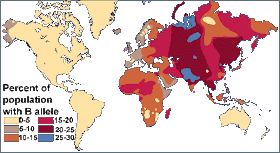 Percent of
population
with B allele
0-5 15-20
5-10 20-25
10-15 25-30